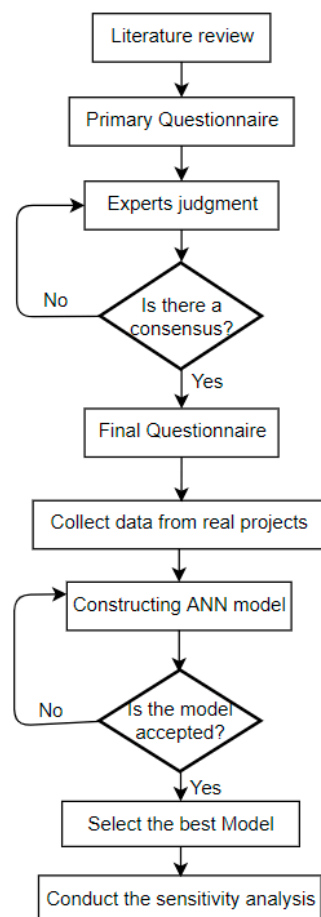 Literature review
Primary Questionnaire
Experts judgment
No
Is there a
consensus?
Yes
Final Questionnaire
Collect data from real projects
Constructing ANN model
No
Is the model
accepted?
Yes
Select the best Model
Conduct the sensitivity analysis